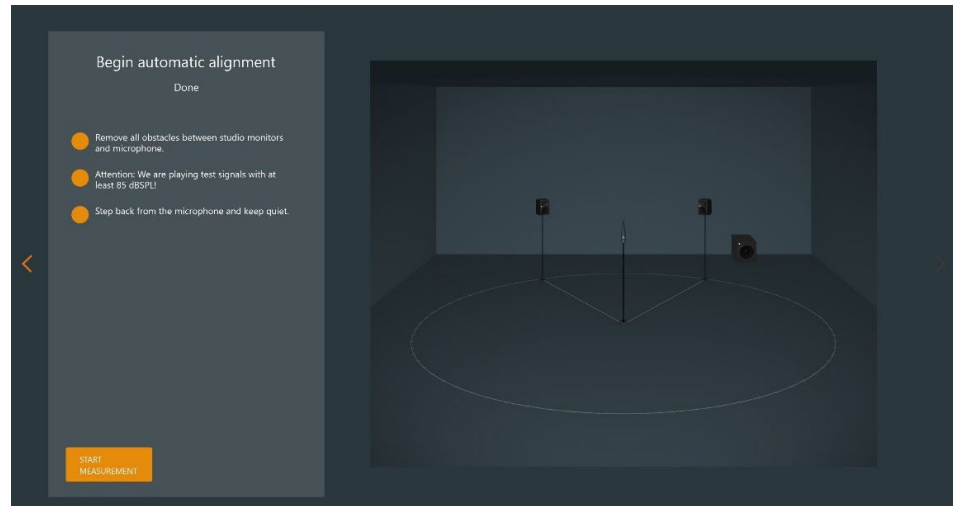 Begin automatic alignment
Done
Remove all obstacles between studio monitors
and microphone.
Attention: We are playing test signals with at
least 85 dBSPL!
Step back from the microphone and keep quiet.
START
MEASUREMENT